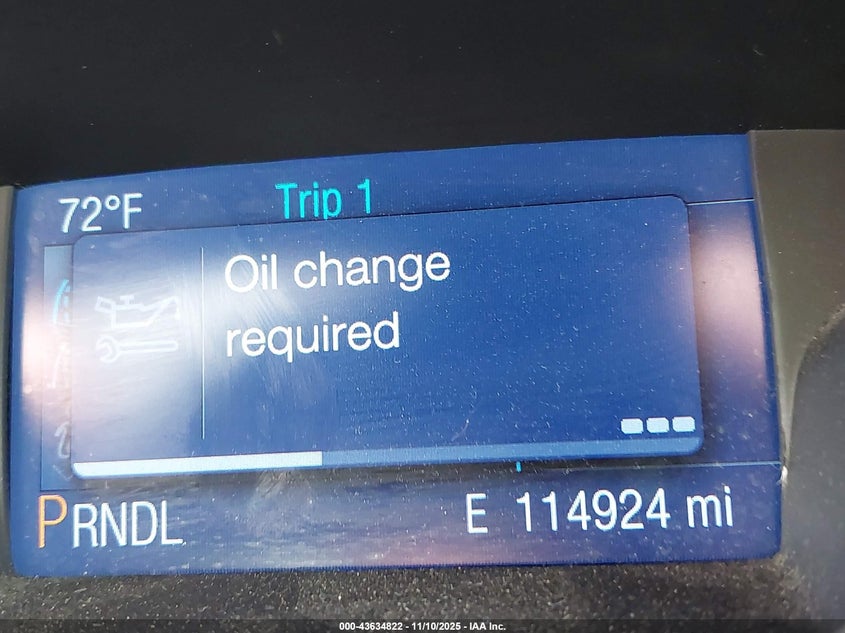 72°F
Trip 1
Oil change
required
PRNDL
E 114924 mi
000-43634822 — 11/10/2025 — IAA Inc.